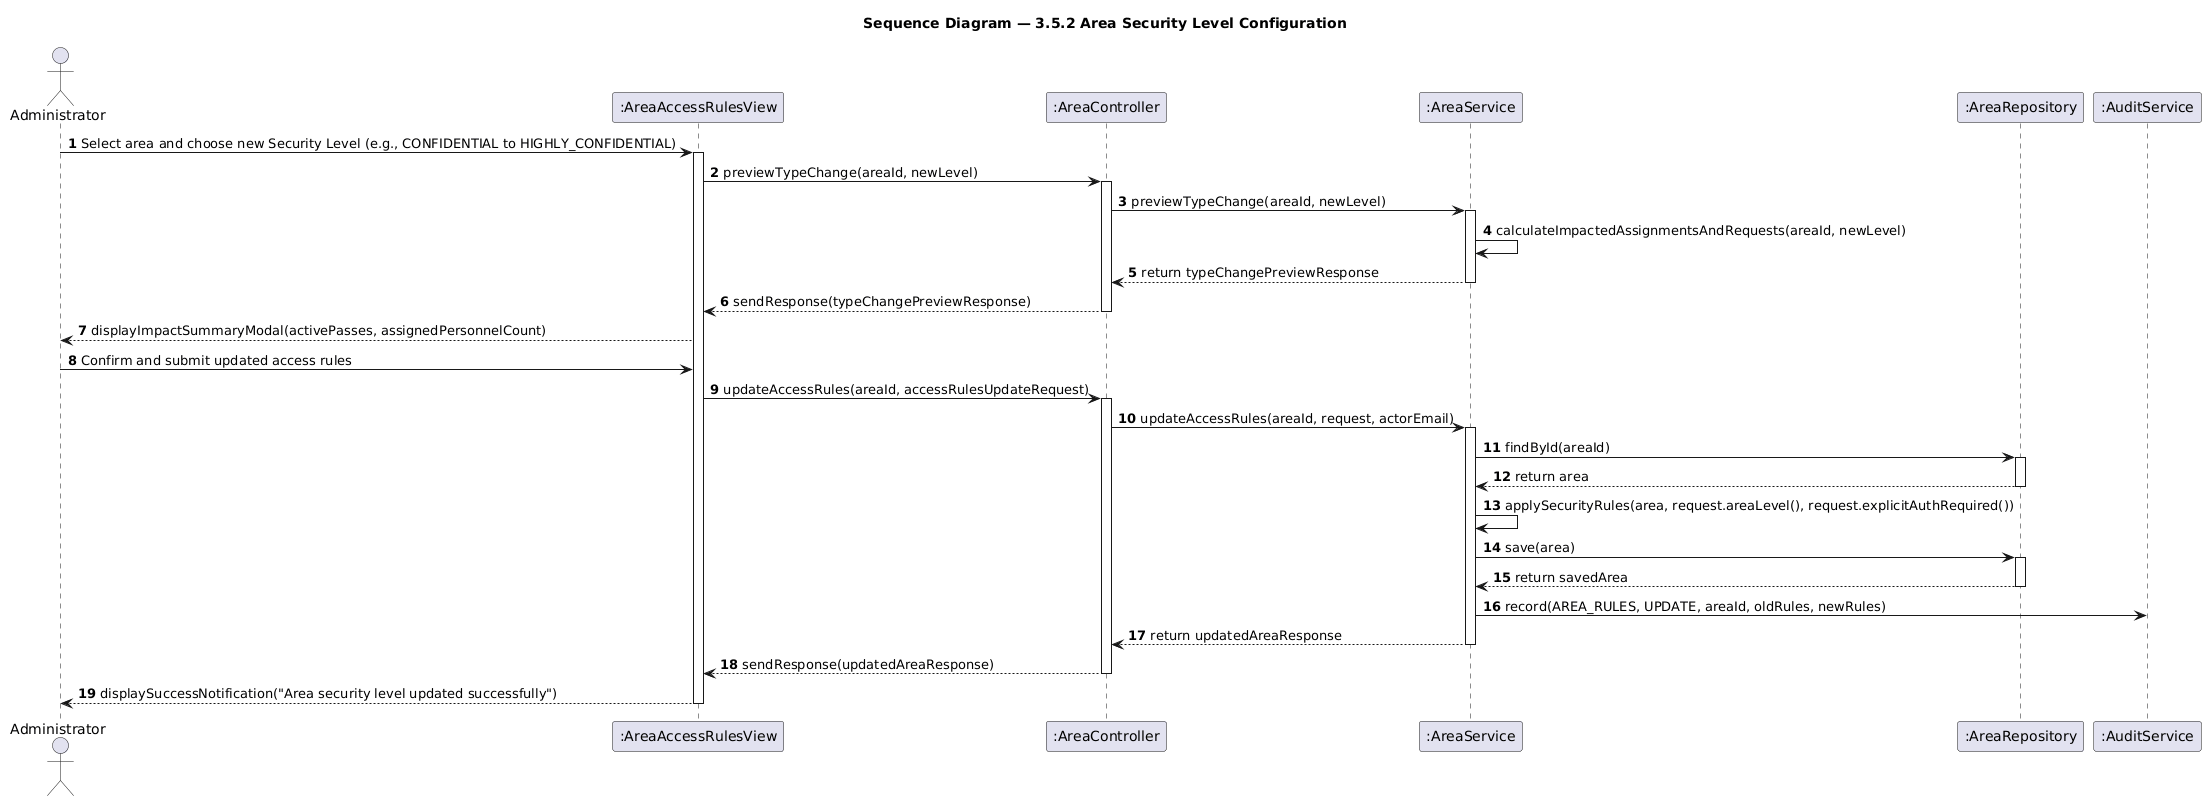 Sequence Diagram — 3.5.2 Area Security Level Configuration
Administrator
:AreaAccessRulesView
:AreaController
:AreaService
:AreaRepository
:AuditService
1 Select area and choose new Security Level (e.g., CONFIDENTIAL to HIGHLY_CONFIDENTIAL)
2 previewTypeChange(areaId, newLevel)
3 previewTypeChange(areaId, newLevel)
4 calculateImpactedAssignmentsAndRequests(areaId, newLevel)
5 return typeChangePreviewResponse
6 sendResponse(typeChangePreviewResponse)
7 displayImpactSummaryModal(activePasses, assignedPersonnelCount)
8 Confirm and submit updated access rules
9 updateAccessRules(areaId, accessRulesUpdateRequest)
10 updateAccessRules(areaId, request, actorEmail)
11 findById(areaId)
12 return area
13 applySecurityRules(area, request.areaLevel(), request.explicitAuthRequired())
14 save(area)
15 return savedArea
16 record(AREA_RULES, UPDATE, areaId, oldRules, newRules)
17 return updatedAreaResponse
18 sendResponse(updatedAreaResponse)
19 displaySuccessNotification("Area security level updated successfully")
Administrator
:AreaAccessRulesView
:AreaController
:AreaService
:AreaRepository
:AuditService